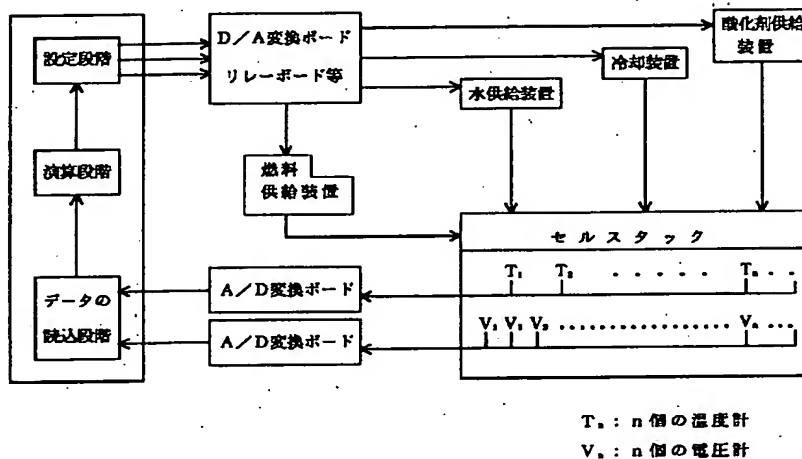 設定段階
演算段階
データの
読込段階
D/A変換ボード
リレーボード等
酸化剤供給
装置
冷却装置
水供給装置
燃料
供給装置
セルスタック
T₁ T₂ ・・・・・ Tₙ ・・
V₁ V₂ V₃ ・・・・・・・・・・・・・・・・・ Vₙ ・・・
A/D変換ボード
A/D変換ボード
Tₙ:n個の温度計
Vₙ:n個の電圧計